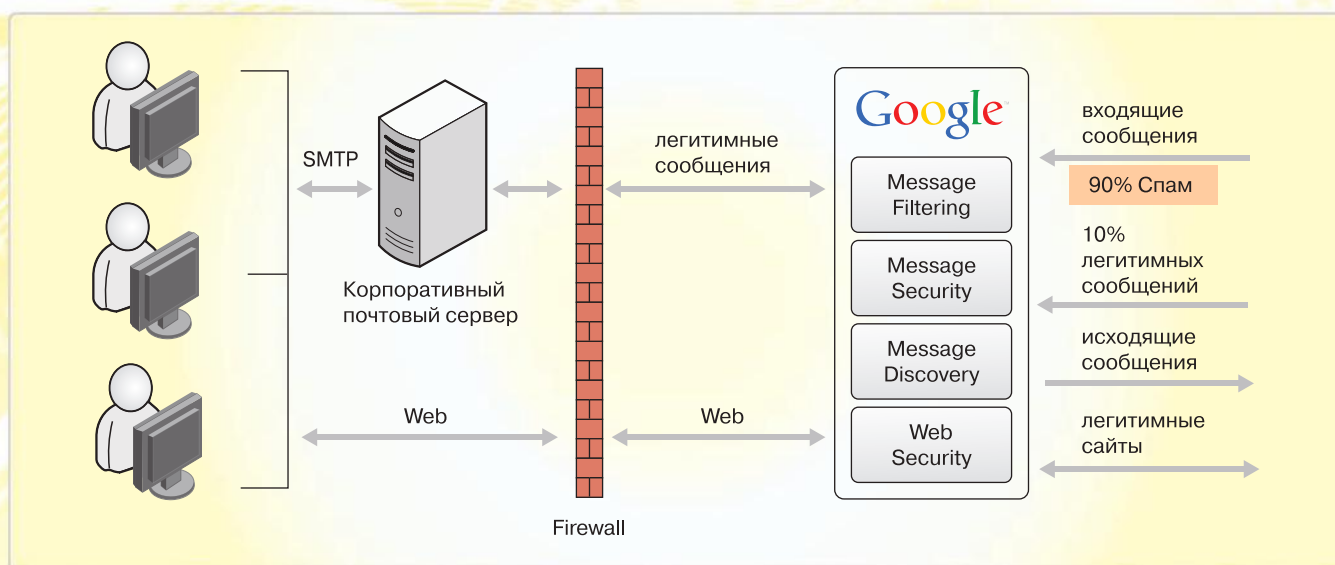 SMTP
Корпоративный
почтовый сервер
Web
Firewall
легитимные
сообщения
Web
Google
Message
Filtering
Message
Security
Message
Discovery
Web
Security
входящие
сообщения
90% Спам
10%
легитимных
сообщений
исходящие
сообщения
легитимные
сайты